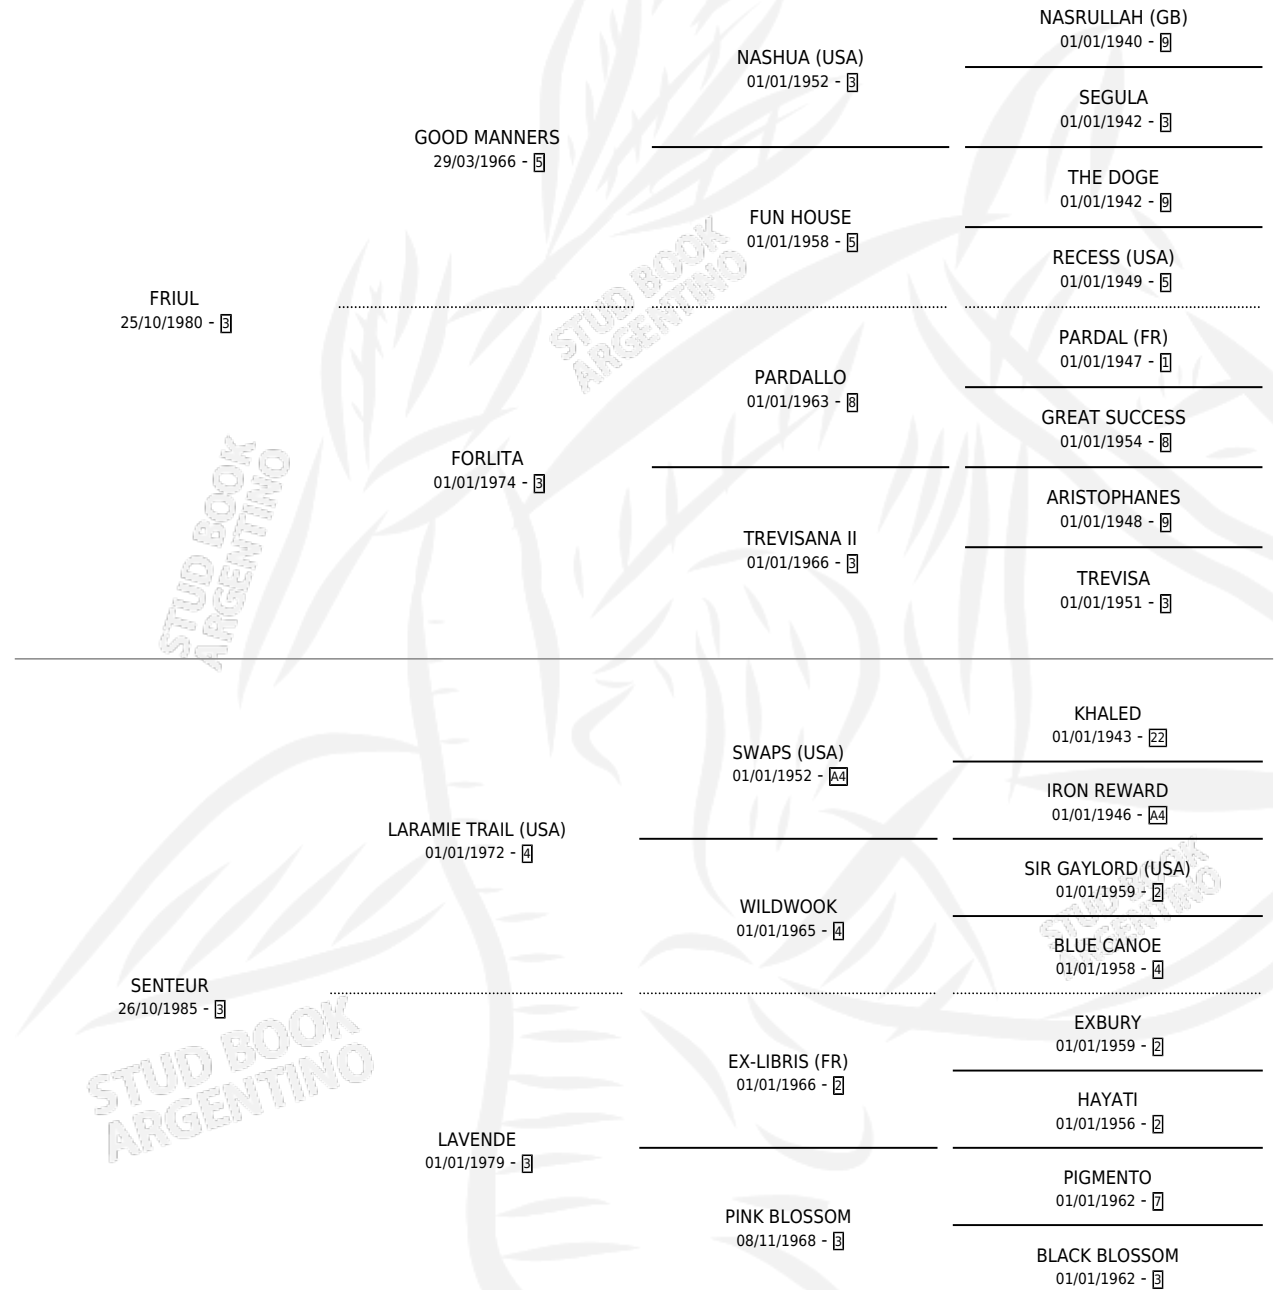 NASRULLAH (GB)
01/01/1940 - 9
NASHUA (USA)
01/01/1952 - 3
SEGULA
01/01/1942 - 3
GOOD MANNERS
29/03/1966 - 5
THE DOGE
01/01/1942 - 9
FUN HOUSE
01/01/1958 - 5
RECESS (USA)
01/01/1949 - 5
FRIUL
25/10/1980 - 3
PARDAL (FR)
01/01/1947 - 1
PARDALLO
01/01/1963 - 8
GREAT SUCCESS
01/01/1954 - 8
FORLITA
01/01/1974 - 3
ARISTOPHANES
01/01/1948 - 9
TREVISANA II
01/01/1966 - 3
TREVISA
01/01/1951 - 3
KHALED
01/01/1943 - 22
SWAPS (USA)
01/01/1952 - A4
IRON REWARD
01/01/1946 - A4
LARAMIE TRAIL (USA)
01/01/1972 - 4
SIR GAYLORD (USA)
01/01/1959 - 2
WILDWOOK
01/01/1965 - 4
BLUE CANOE
01/01/1958 - 4
SENTEUR
26/10/1985 - 3
EXBURY
01/01/1959 - 2
EX-LIBRIS (FR)
01/01/1966 - 2
HAYATI
01/01/1956 - 2
LAVENDE
01/01/1979 - 3
PIGMENTO
01/01/1962 - 7
PINK BLOSSOM
08/11/1968 - 3
BLACK BLOSSOM
01/01/1962 - 3
STUD BOOK
ARGENTINO
STUD BOOK
ARGENTINO
STUD BOOK
ARGENTINO
STUD BOOK
ARGENTINO